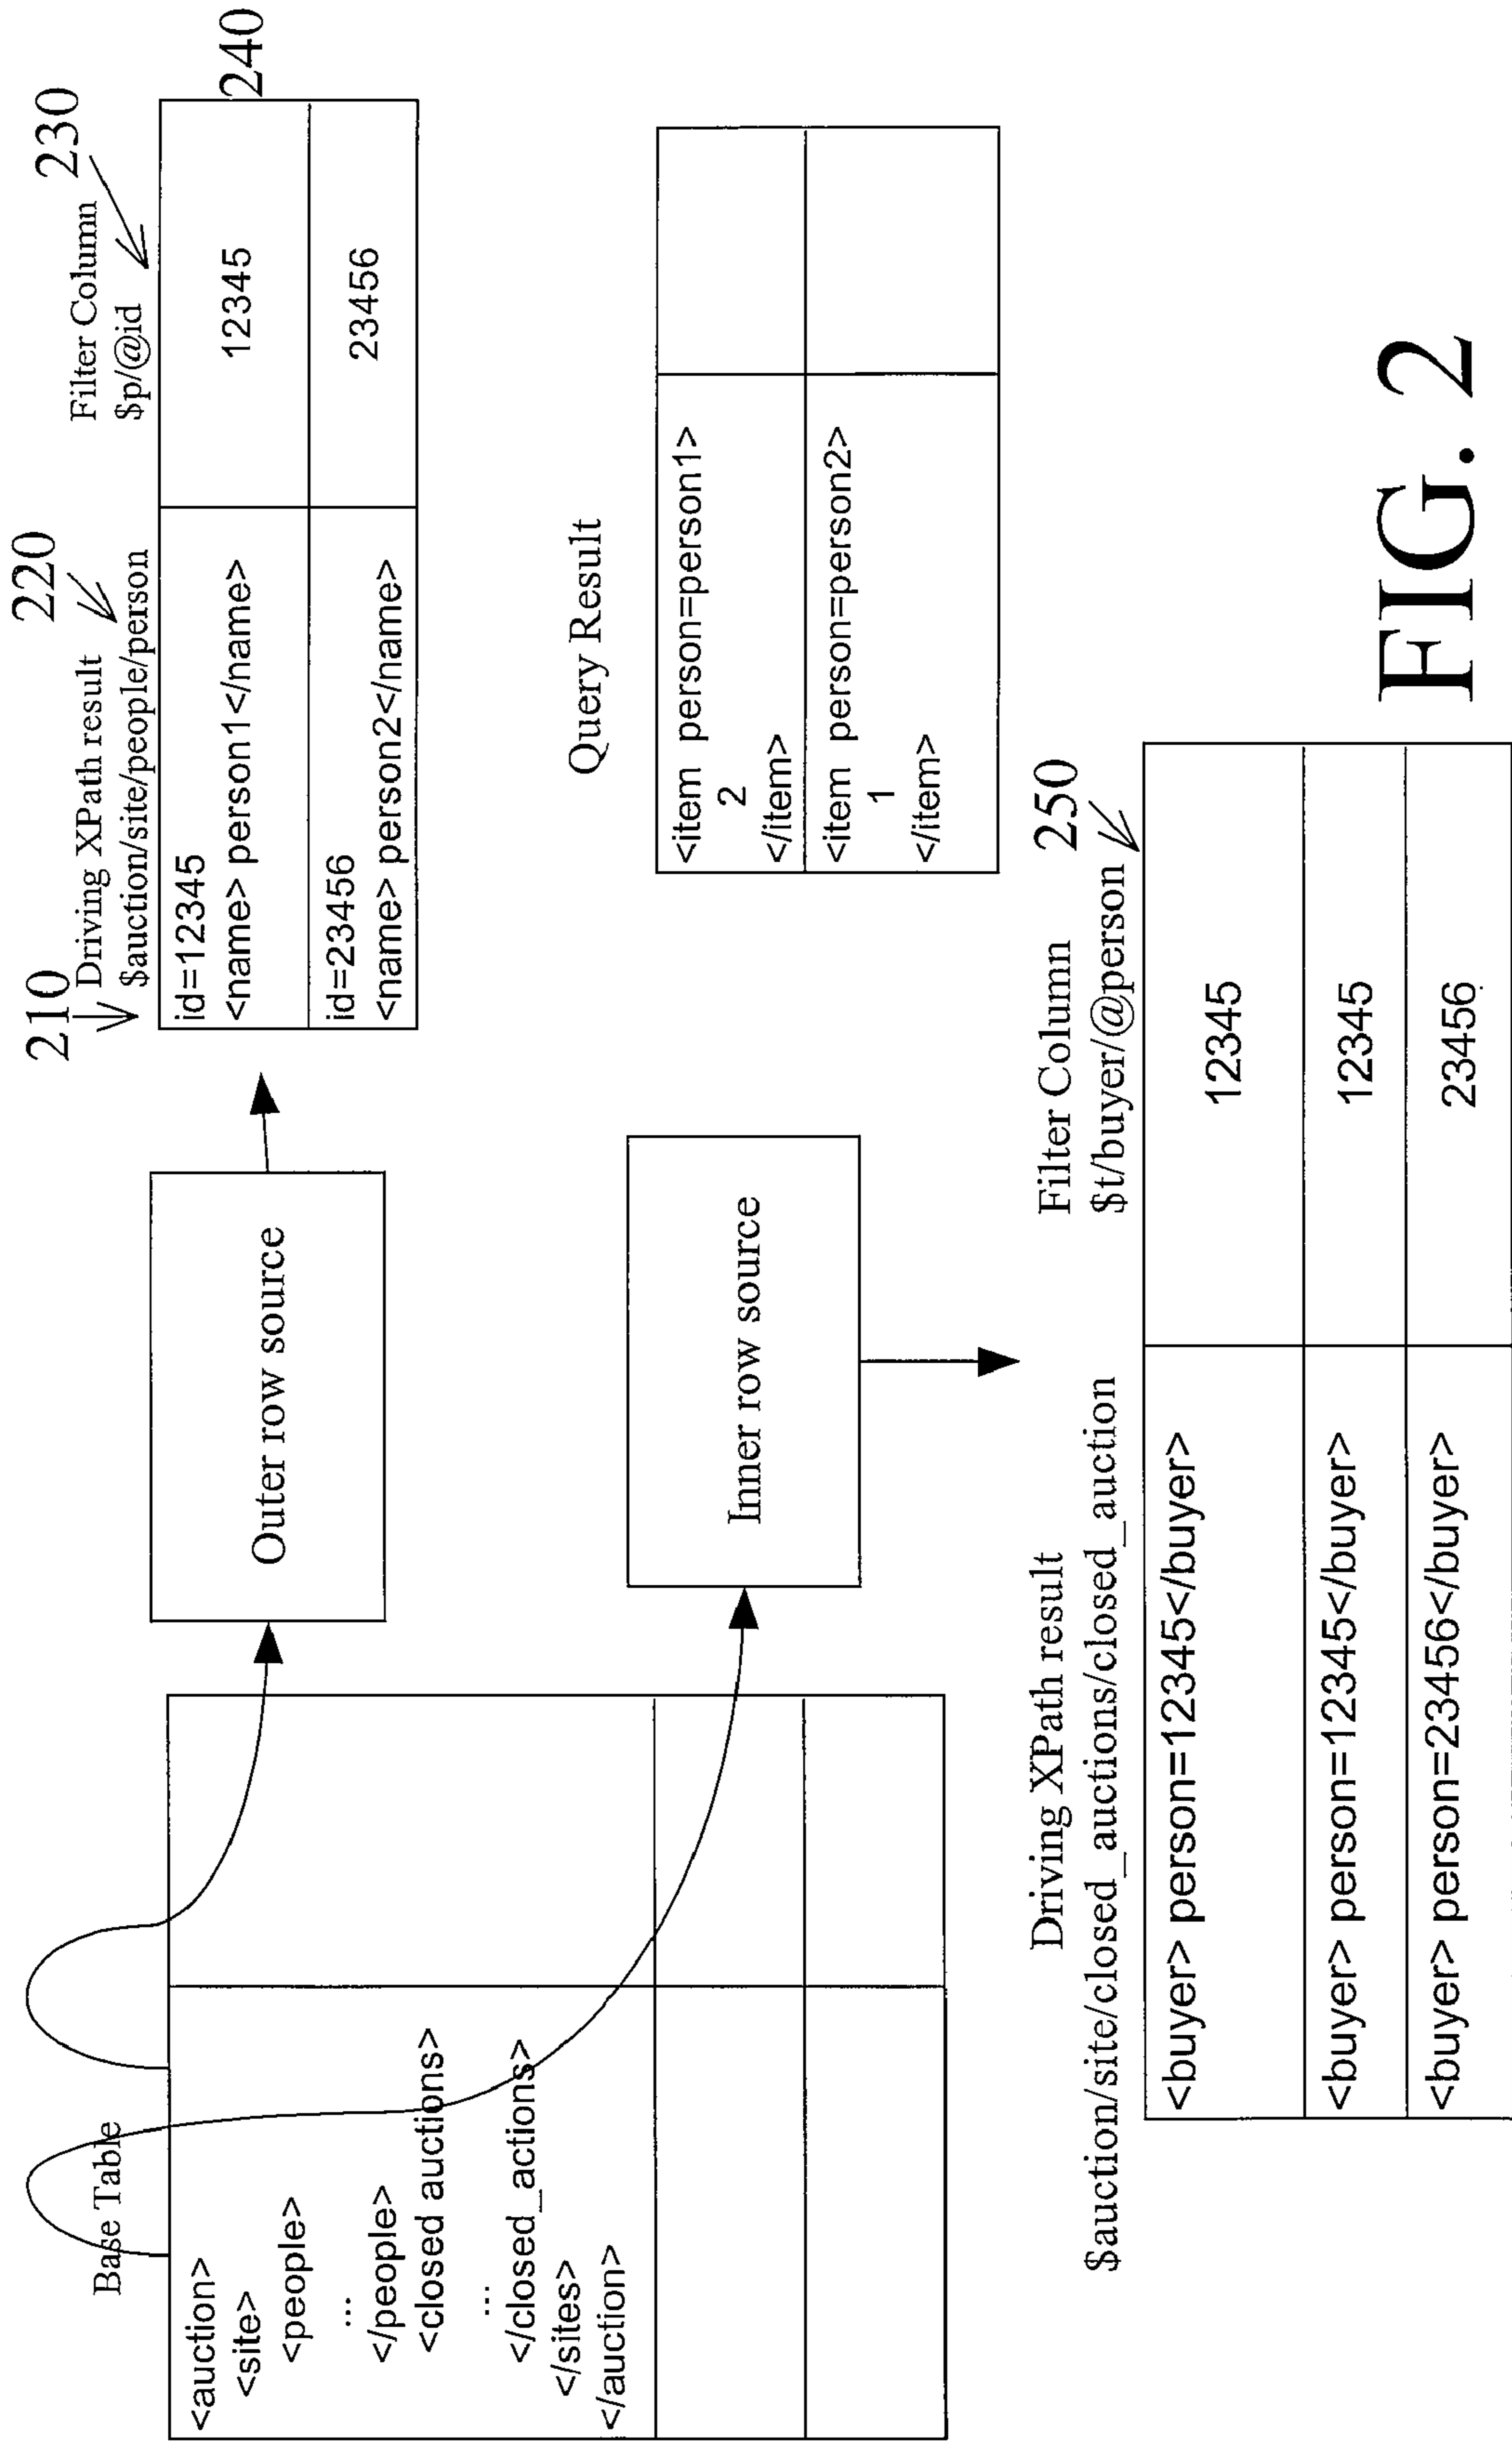 Base Table
<auction>
<site>
<people>
...
</people>
<closed auctions>
...
</closed_actions>
</sites>
</auction>
Outer row source
Inner row source
210
220
Driving XPath result
$auction/site/people/person
230
Filter Column
$p/@id
240
id=12345
<name> person1</name>
12345
id=23456
<name> person2</name>
23456
Query Result
<item person=person1>
2
</item>
<item person=person2>
1
</item>
Driving XPath result
$auction/site/closed_auctions/closed_auction
Filter Column
$t/buyer/@person
250
<buyer> person=12345</buyer>
12345
<buyer> person=12345</buyer>
12345
<buyer> person=23456</buyer>
23456
FIG. 2